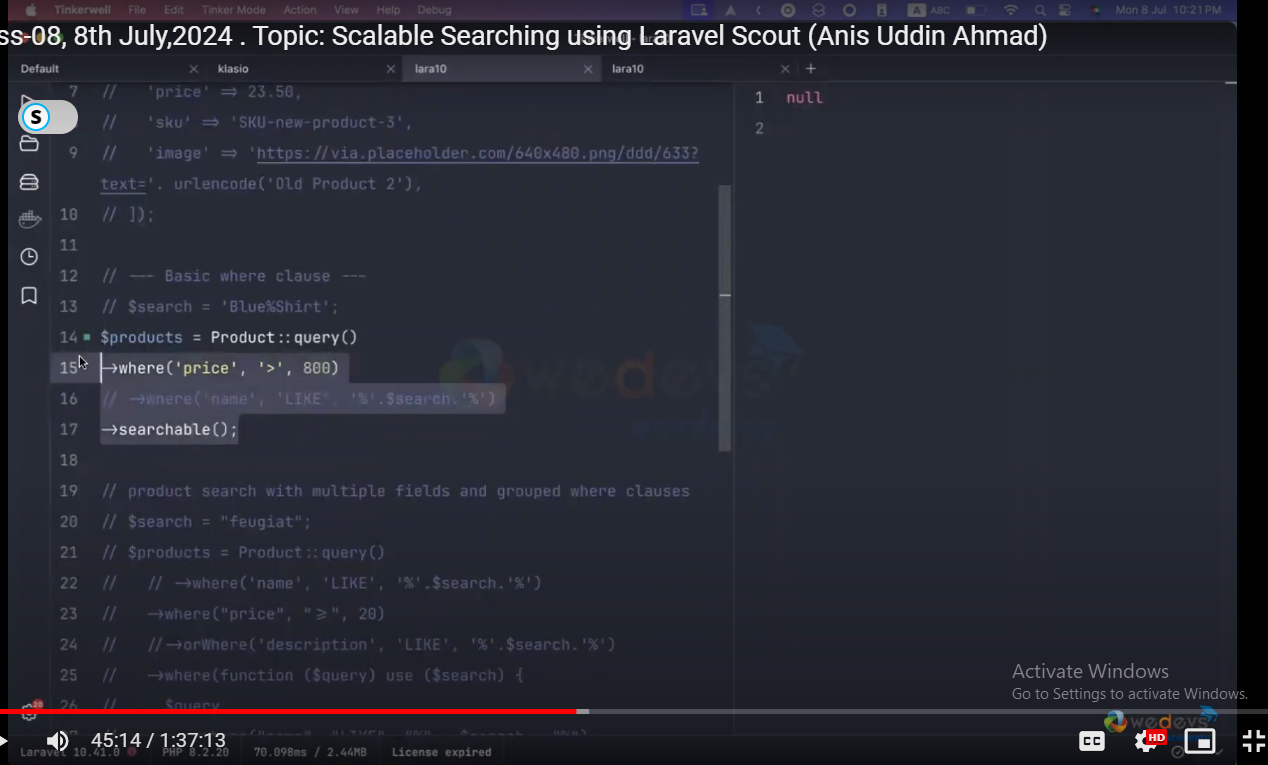 Tinkerwell File Edit Tinker Mode Action View Help Debug A ABC Mon 8 Jul 10:21 PM
ss-08, 8th July,2024 . Topic: Scalable Searching using Laravel Scout (Anis Uddin Ahmad)
Default × klasio × lara10 × lara10 × +
7 // 'price' => 23.50,
// 'sku' => 'SKU-new-product-3',
9 // 'image' => 'https://via.placeholder.com/640x480.png/ddd/633?
text='. urlencode('Old Product 2'),
10 // ]);
11
12 // --- Basic where clause ---
13 // $search = 'Blue%Shirt';
14 $products = Product::query()
15 ->where('price', '>', 800)
16 // ->where('name', 'LIKE', '%'.$search.'%')
17 ->searchable();
18
19 // product search with multiple fields and grouped where clauses
20 // $search = "feugiat";
21 // $products = Product::query()
22 // // ->where('name', 'LIKE', '%'.$search.'%')
23 // ->where("price", ">=", 20)
24 // //->orWhere('description', 'LIKE', '%'.$search.'%')
25 // ->where(function ($query) use ($search) {
26 // $query
1 null
2
S
wedevs
Activate Windows
Go to Settings to activate Windows.
20
wedevs
45:14 / 1:37:13
CC HD
Laravel 10.41.0 PHP 8.2.20 70.098ms / 2.44MB License expired